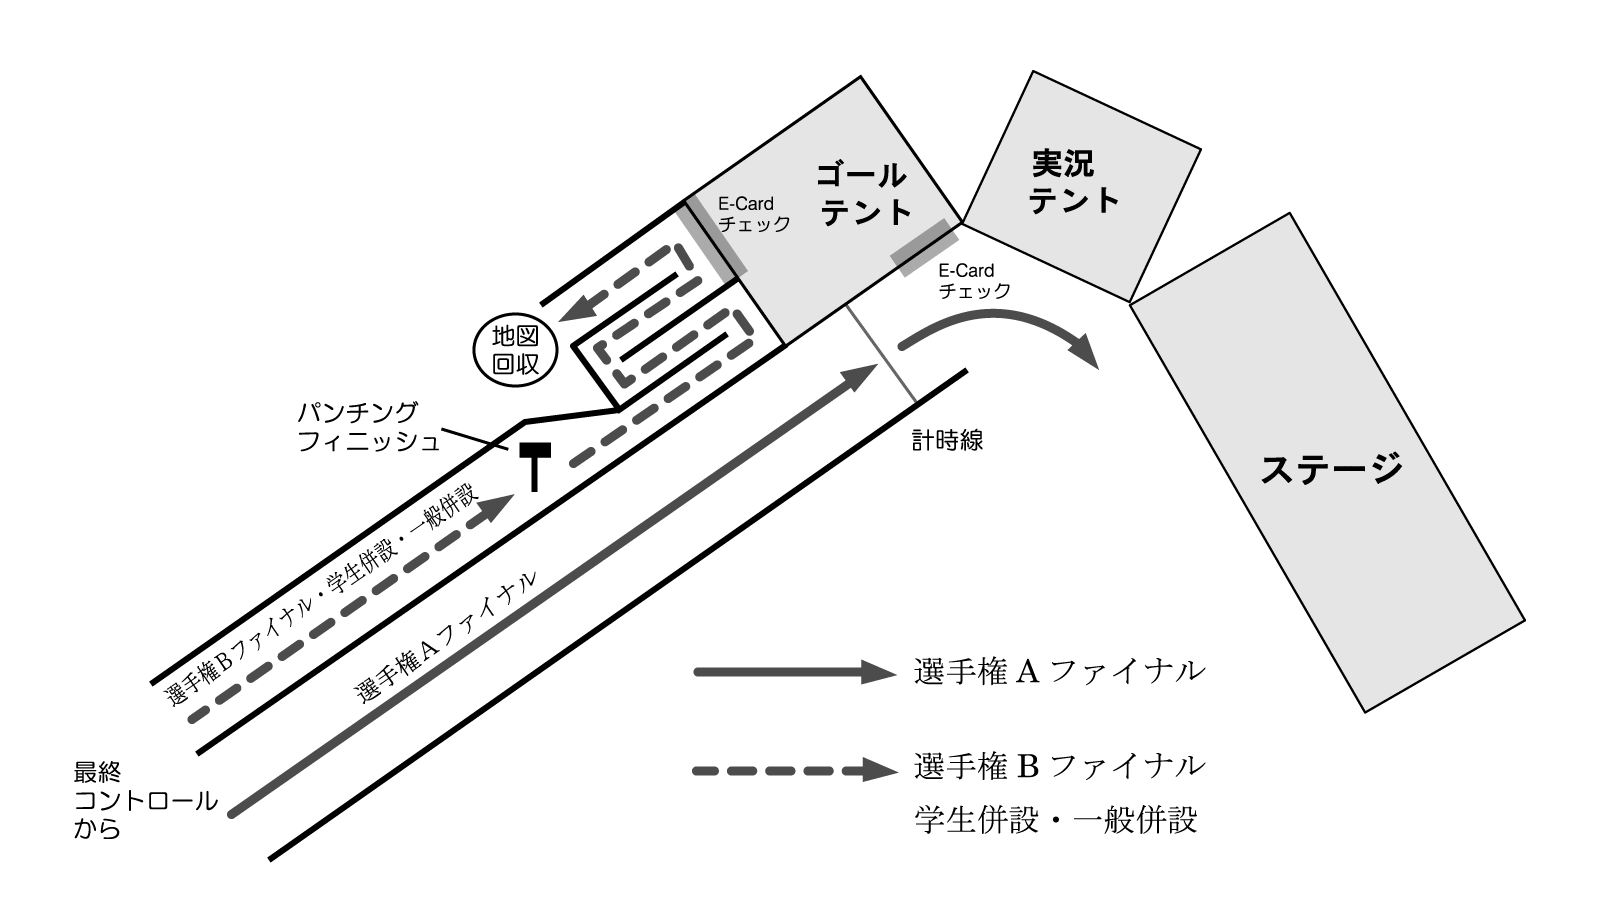 ゴール
テント
実況
テント
E-Card
チェック
E-Card
チェック
地図
回収
パンチング
フィニッシュ
計時線
ステージ
選手権Bファイナル・学生併設・一般併設
選手権Aファイナル
最終
コントロール
から
選手権 A ファイナル
選手権 B ファイナル
学生併設・一般併設